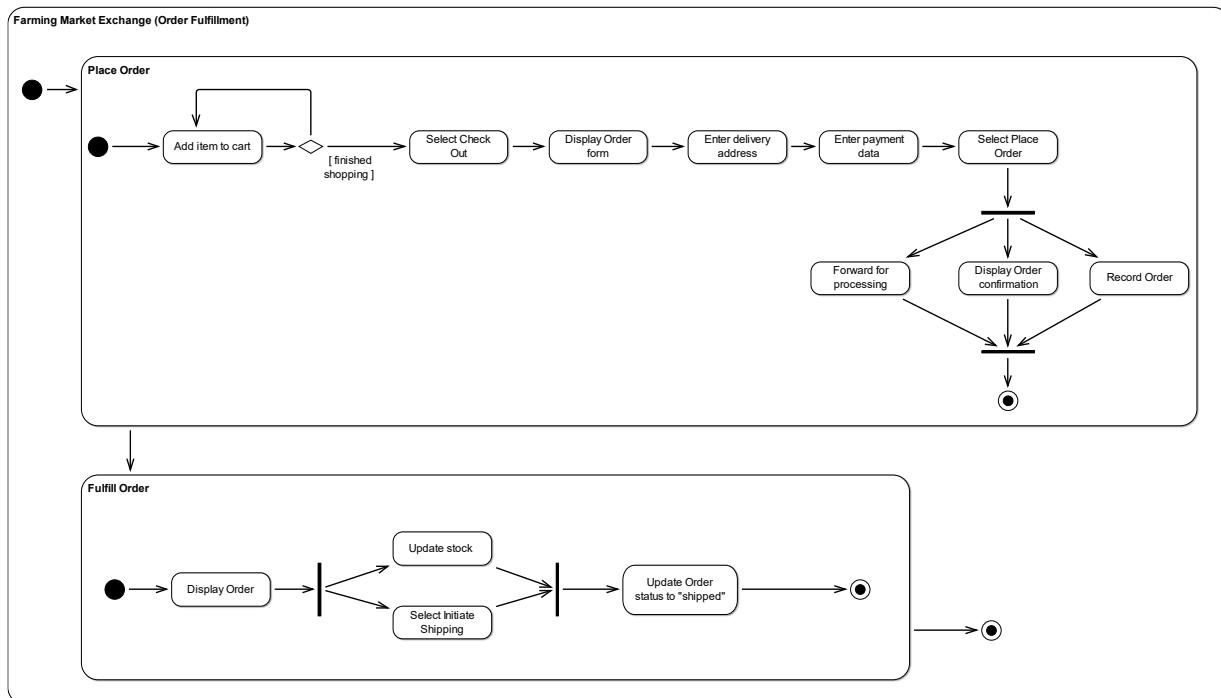 Farming Market Exchange (Order Fulfillment)
Place Order
Add item to cart
[ finished
shopping ]
Select Check
Out
Display Order
form
Enter delivery
address
Enter payment
data
Select Place
Order
Forward for
processing
Display Order
confirmation
Record Order
Fulfill Order
Display Order
Update stock
Select Initiate
Shipping
Update Order
status to "shipped"